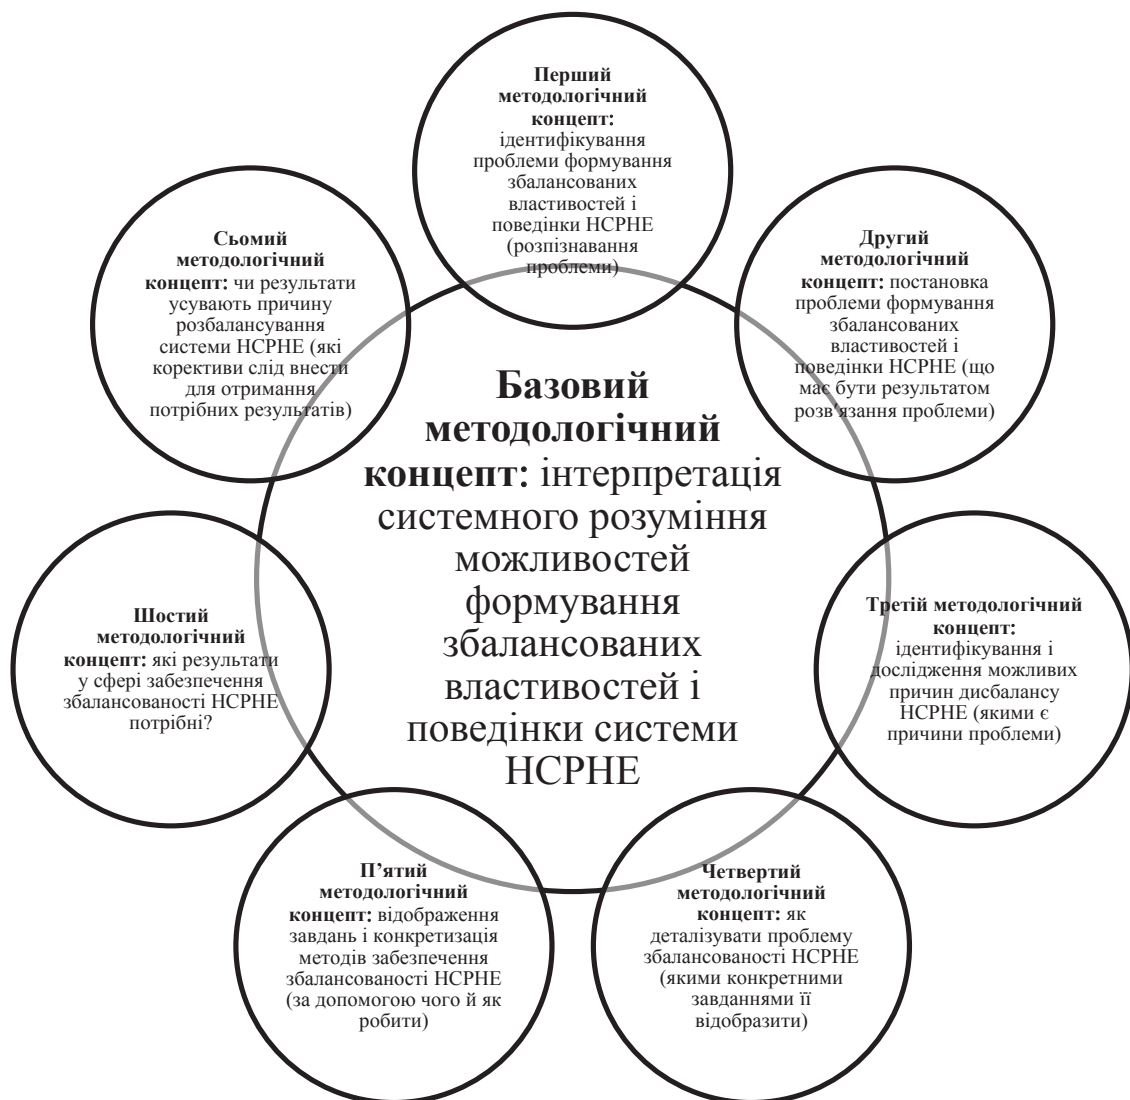 Перший
методологічний
концепт:
ідентифікування
проблеми формування
збалансованих
властивостей і
поведінки НСРНЕ
(розпізнавання
проблеми)
Другий
методологічний
концепт: постановка
проблеми формування
збалансованих
властивостей і
поведінки НСРНЕ (що
має бути результатом
розв'язання проблеми)
Третій методологічний
концепт:
ідентифікування і
дослідження можливих
причин дисбалансу
НСРНЕ (якими є
причини проблеми)
Четвертий
методологічний
концепт: як
деталізувати проблему
збалансованості НСРНЕ
(якими конкретними
завданнями її
відобразити)
П’ятий
методологічний
концепт: відображення
завдань і конкретизація
методів забезпечення
збалансованості НСРНЕ
(за допомогою чого й як
робити)
Шостий
методологічний
концепт: які результати
у сфері забезпечення
збалансованості НСРНЕ
потрібні?
Сьомий
методологічний
концепт: чи результати
усувають причину
розбалансування
системи НСРНЕ (які
корективи слід внести
для отримання
потрібних результатів)
Базовий
методологічний
концепт: інтерпретація
системного розуміння
можливостей
формування
збалансованих
властивостей і
поведінки системи
НСРНЕ